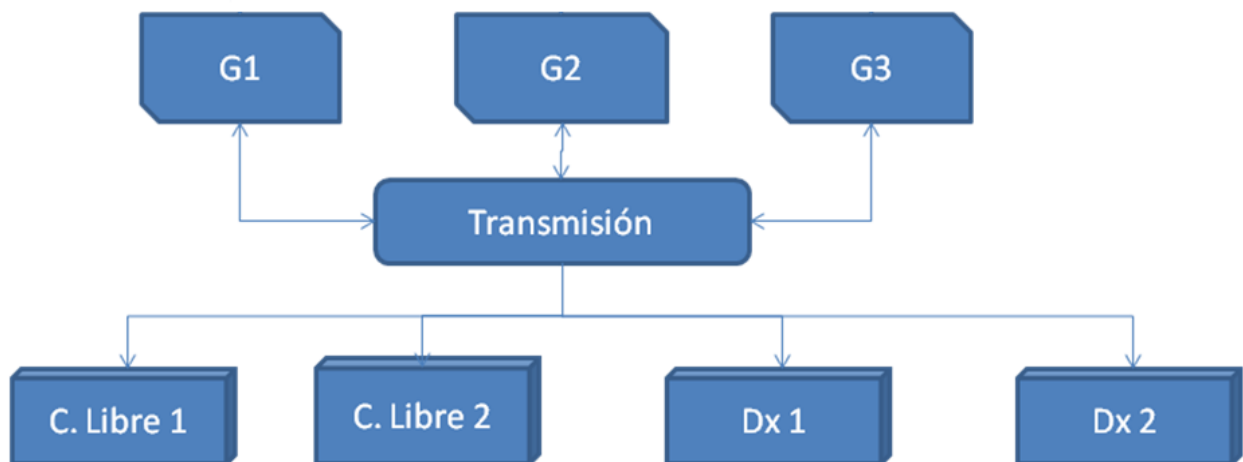 G1
G2
G3
Transmisión
C. Libre 1
C. Libre 2
Dx 1
Dx 2